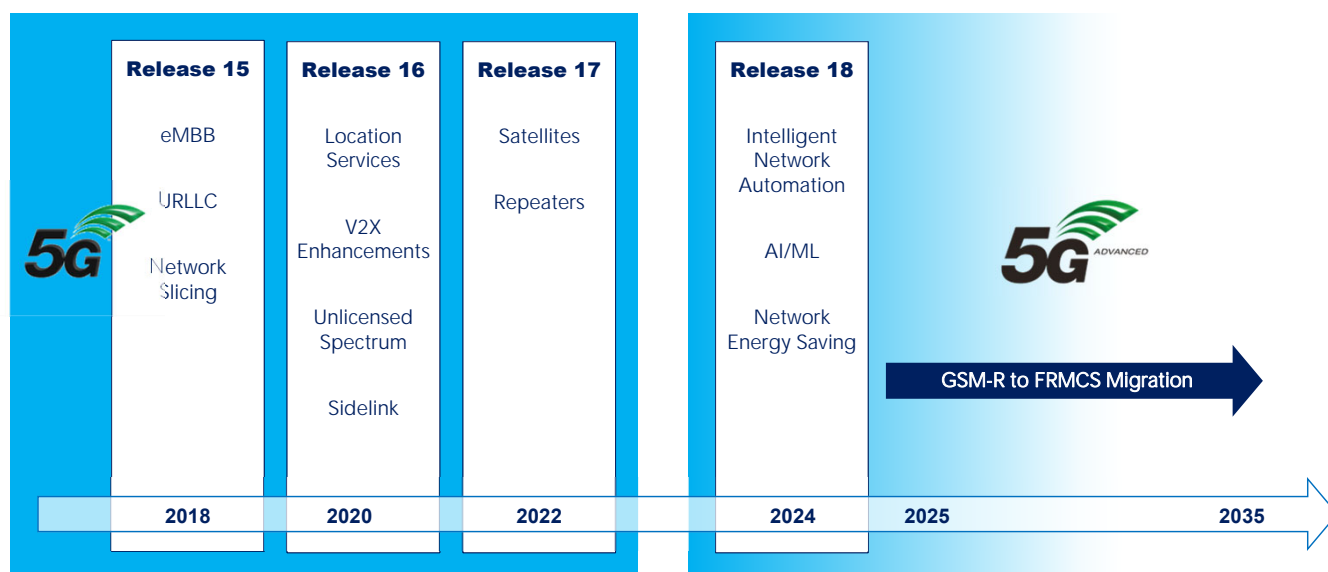 Release 15
eMBB
URLLC
Network
Slicing
Release 16
Location
Services
V2X
Enhancements
Unlicensed
Spectrum
Sidelink
Release 17
Satellites
Repeaters
Release 18
Intelligent
Network
Automation
AI/ML
Network
Energy Saving
5G
5G ADVANCED
GSM-R to FRMCS Migration
2018 2020 2022 2024 2025 2035